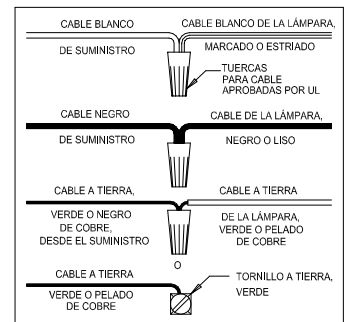 CABLE BLANCO
CABLE BLANCO DE LA LÁMPARA,
DE SUMINISTRO
MARCADO O ESTRIADO
TUERCAS
PARA CABLE
APROBADAS POR UL
CABLE NEGRO
CABLE DE LA LÁMPARA,
DE SUMINISTRO
NEGRO O LISO
CABLE A TIERRA,
CABLE A TIERRA
VERDE O NEGRO
DE COBRE,
DESDE EL SUMINISTRO
DE LA LÁMPARA,
VERDE O PELADO
DE COBRE
O
CABLE A TIERRA
TORNILLO A TIERRA,
VERDE
VERDE O PELADO
DE COBRE